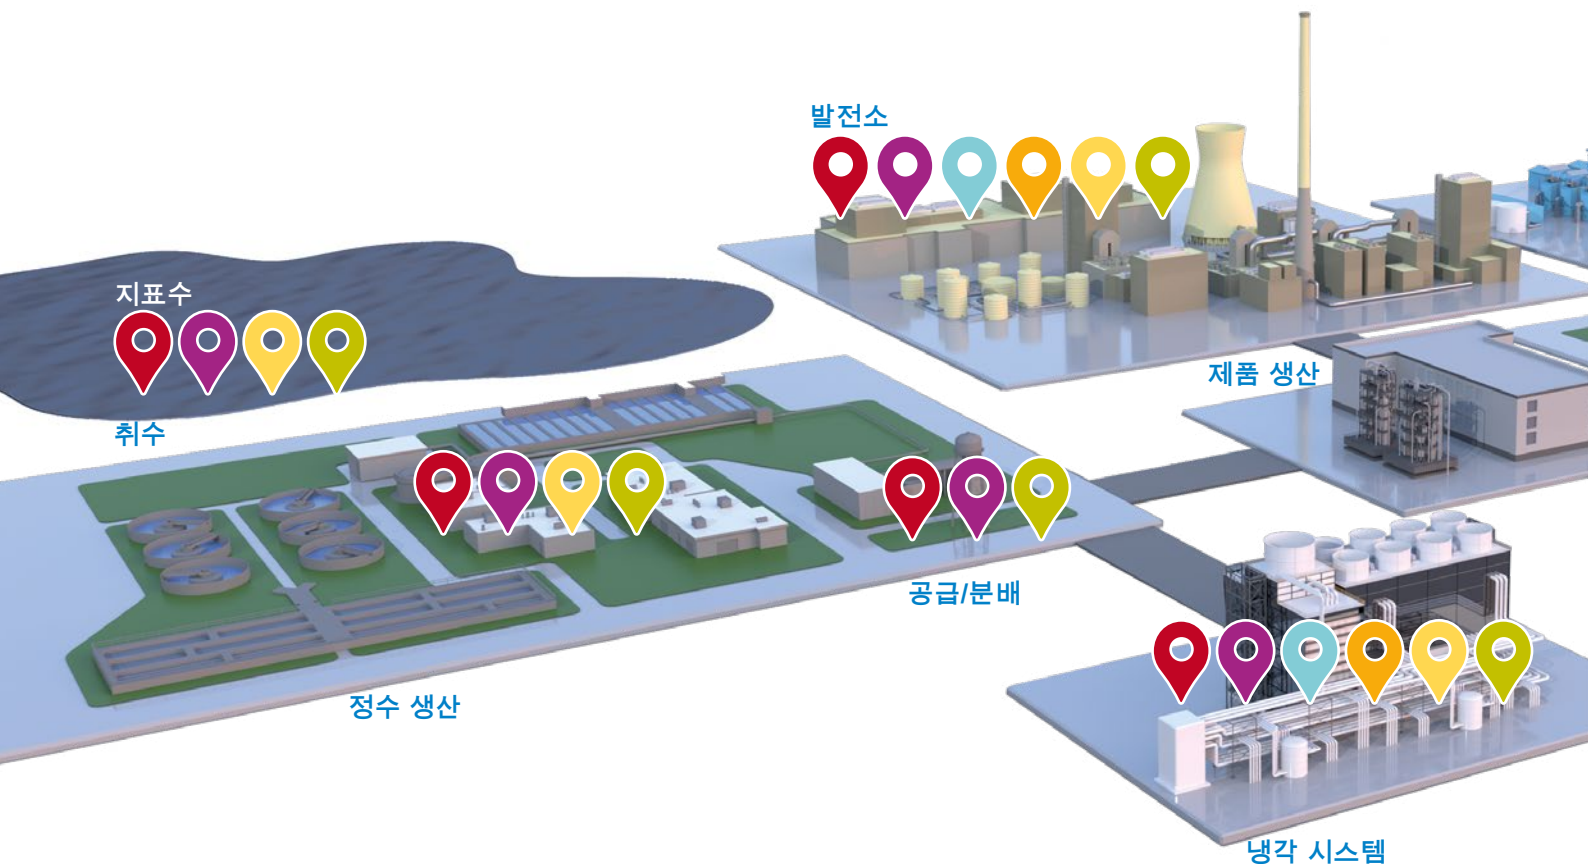 발전소
지표수
제품 생산
취수
공급/분배
정수 생산
냉각 시스템